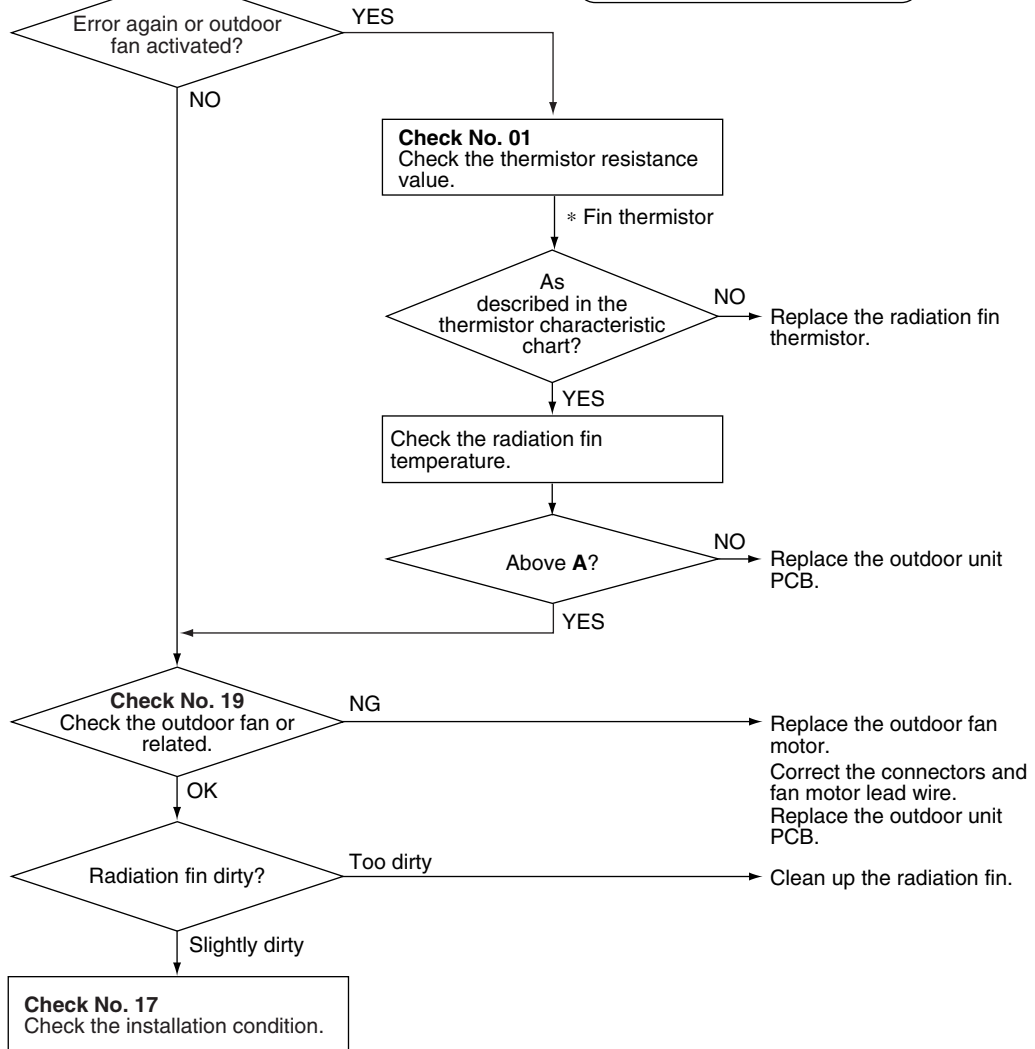 Error again or outdoor
fan activated?
YES
NO
Check No. 01
Check the thermistor resistance
value.
* Fin thermistor
As
described in the
thermistor characteristic
chart?
NO
Replace the radiation fin
thermistor.
YES
Check the radiation fin
temperature.
Above A?
NO
Replace the outdoor unit
PCB.
YES
Check No. 19
Check the outdoor fan or
related.
NG
Replace the outdoor fan
motor.
Correct the connectors and
fan motor lead wire.
Replace the outdoor unit
PCB.
OK
Radiation fin dirty?
Too dirty
Clean up the radiation fin.
Slightly dirty
Check No. 17
Check the installation condition.